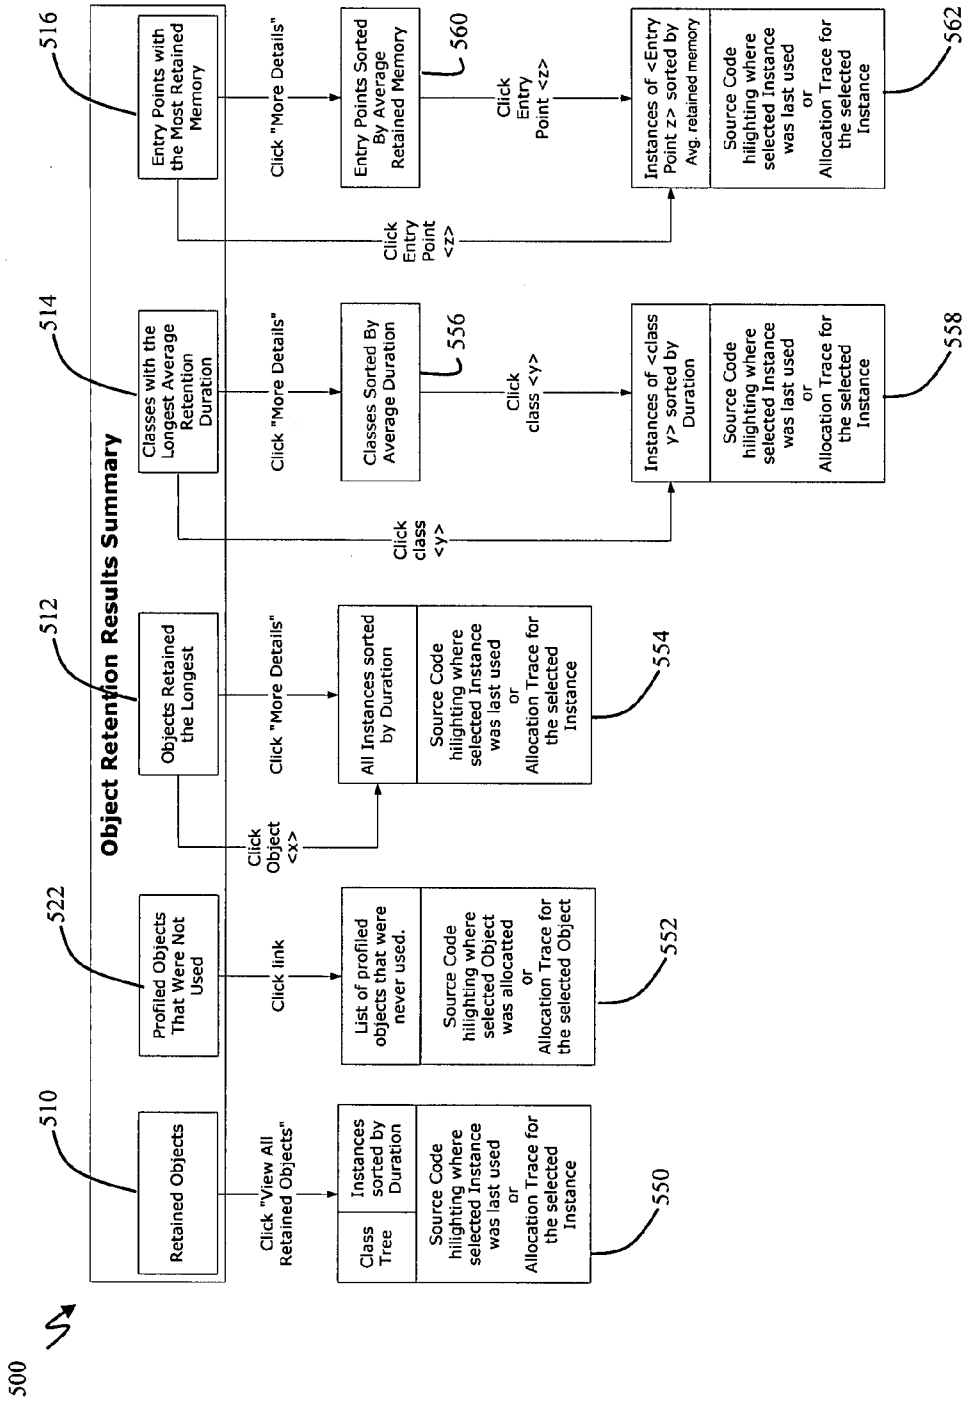 500
Object Retention Results Summary
510
Retained Objects
Click "View All
Retained Objects"
Class
Tree
Instances
sorted by
Duration
Source Code
hilighting where
selected Instance
was last used
or
Allocation Trace for
the selected
Instance
550
522
Profiled Objects
That Were Not
Used
Click link
List of profiled
objects that were
never used.
Source Code
hilighting where
selected Object
was allocatted
or
Allocation Trace for
the selected Object
552
512
Objects Retained
the Longest
Click
Object
<x>
Click "More Details"
All Instances sorted
by Duration
Source Code
hilighting where
selected Instance
was last used
or
Allocation Trace for
the selected
Instance
554
514
Classes with the
Longest Average
Retention
Duration
Click
class
<y>
Click "More Details"
Classes Sorted By
Average Duration
556
Click
class <y>
Instances of <class
y> sorted by
Duration
Source Code
hilighting where
selected Instance
was last used
or
Allocation Trace for
the selected
Instance
558
516
Entry Points with
the Most Retained
Memory
Click
Entry
Point
<z>
Click "More Details"
Entry Points Sorted
By Average
Retained Memory
560
Click
Entry
Point <z>
Instances of <Entry
Point z> sorted by
Avg. retained memory
Source Code
hilighting where
selected Instance
was last used
or
Allocation Trace for
the selected
Instance
562